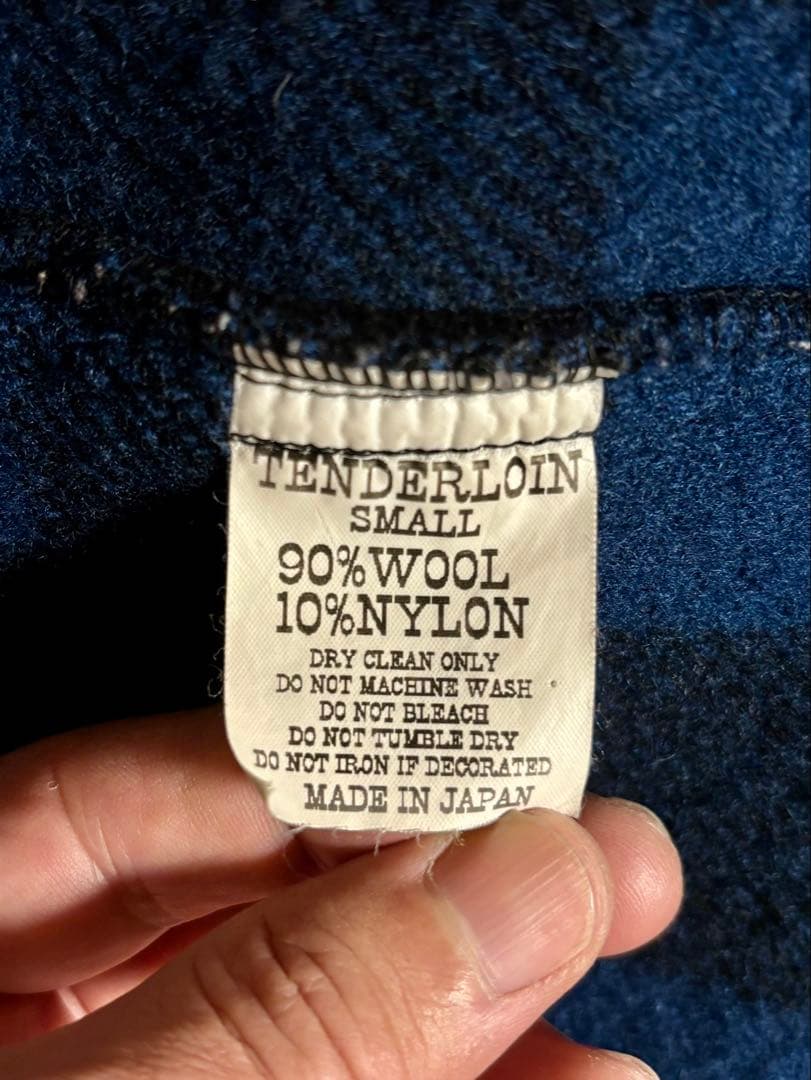 TENDERLOIN
SMALL
90%WOOL
10%NYLON
DRY CLEAN ONLY
DO NOT MACHINE WASH
DO NOT BLEACH
DO NOT TUMBLE DRY
DO NOT IRON IF DECORATED
MADE IN JAPAN